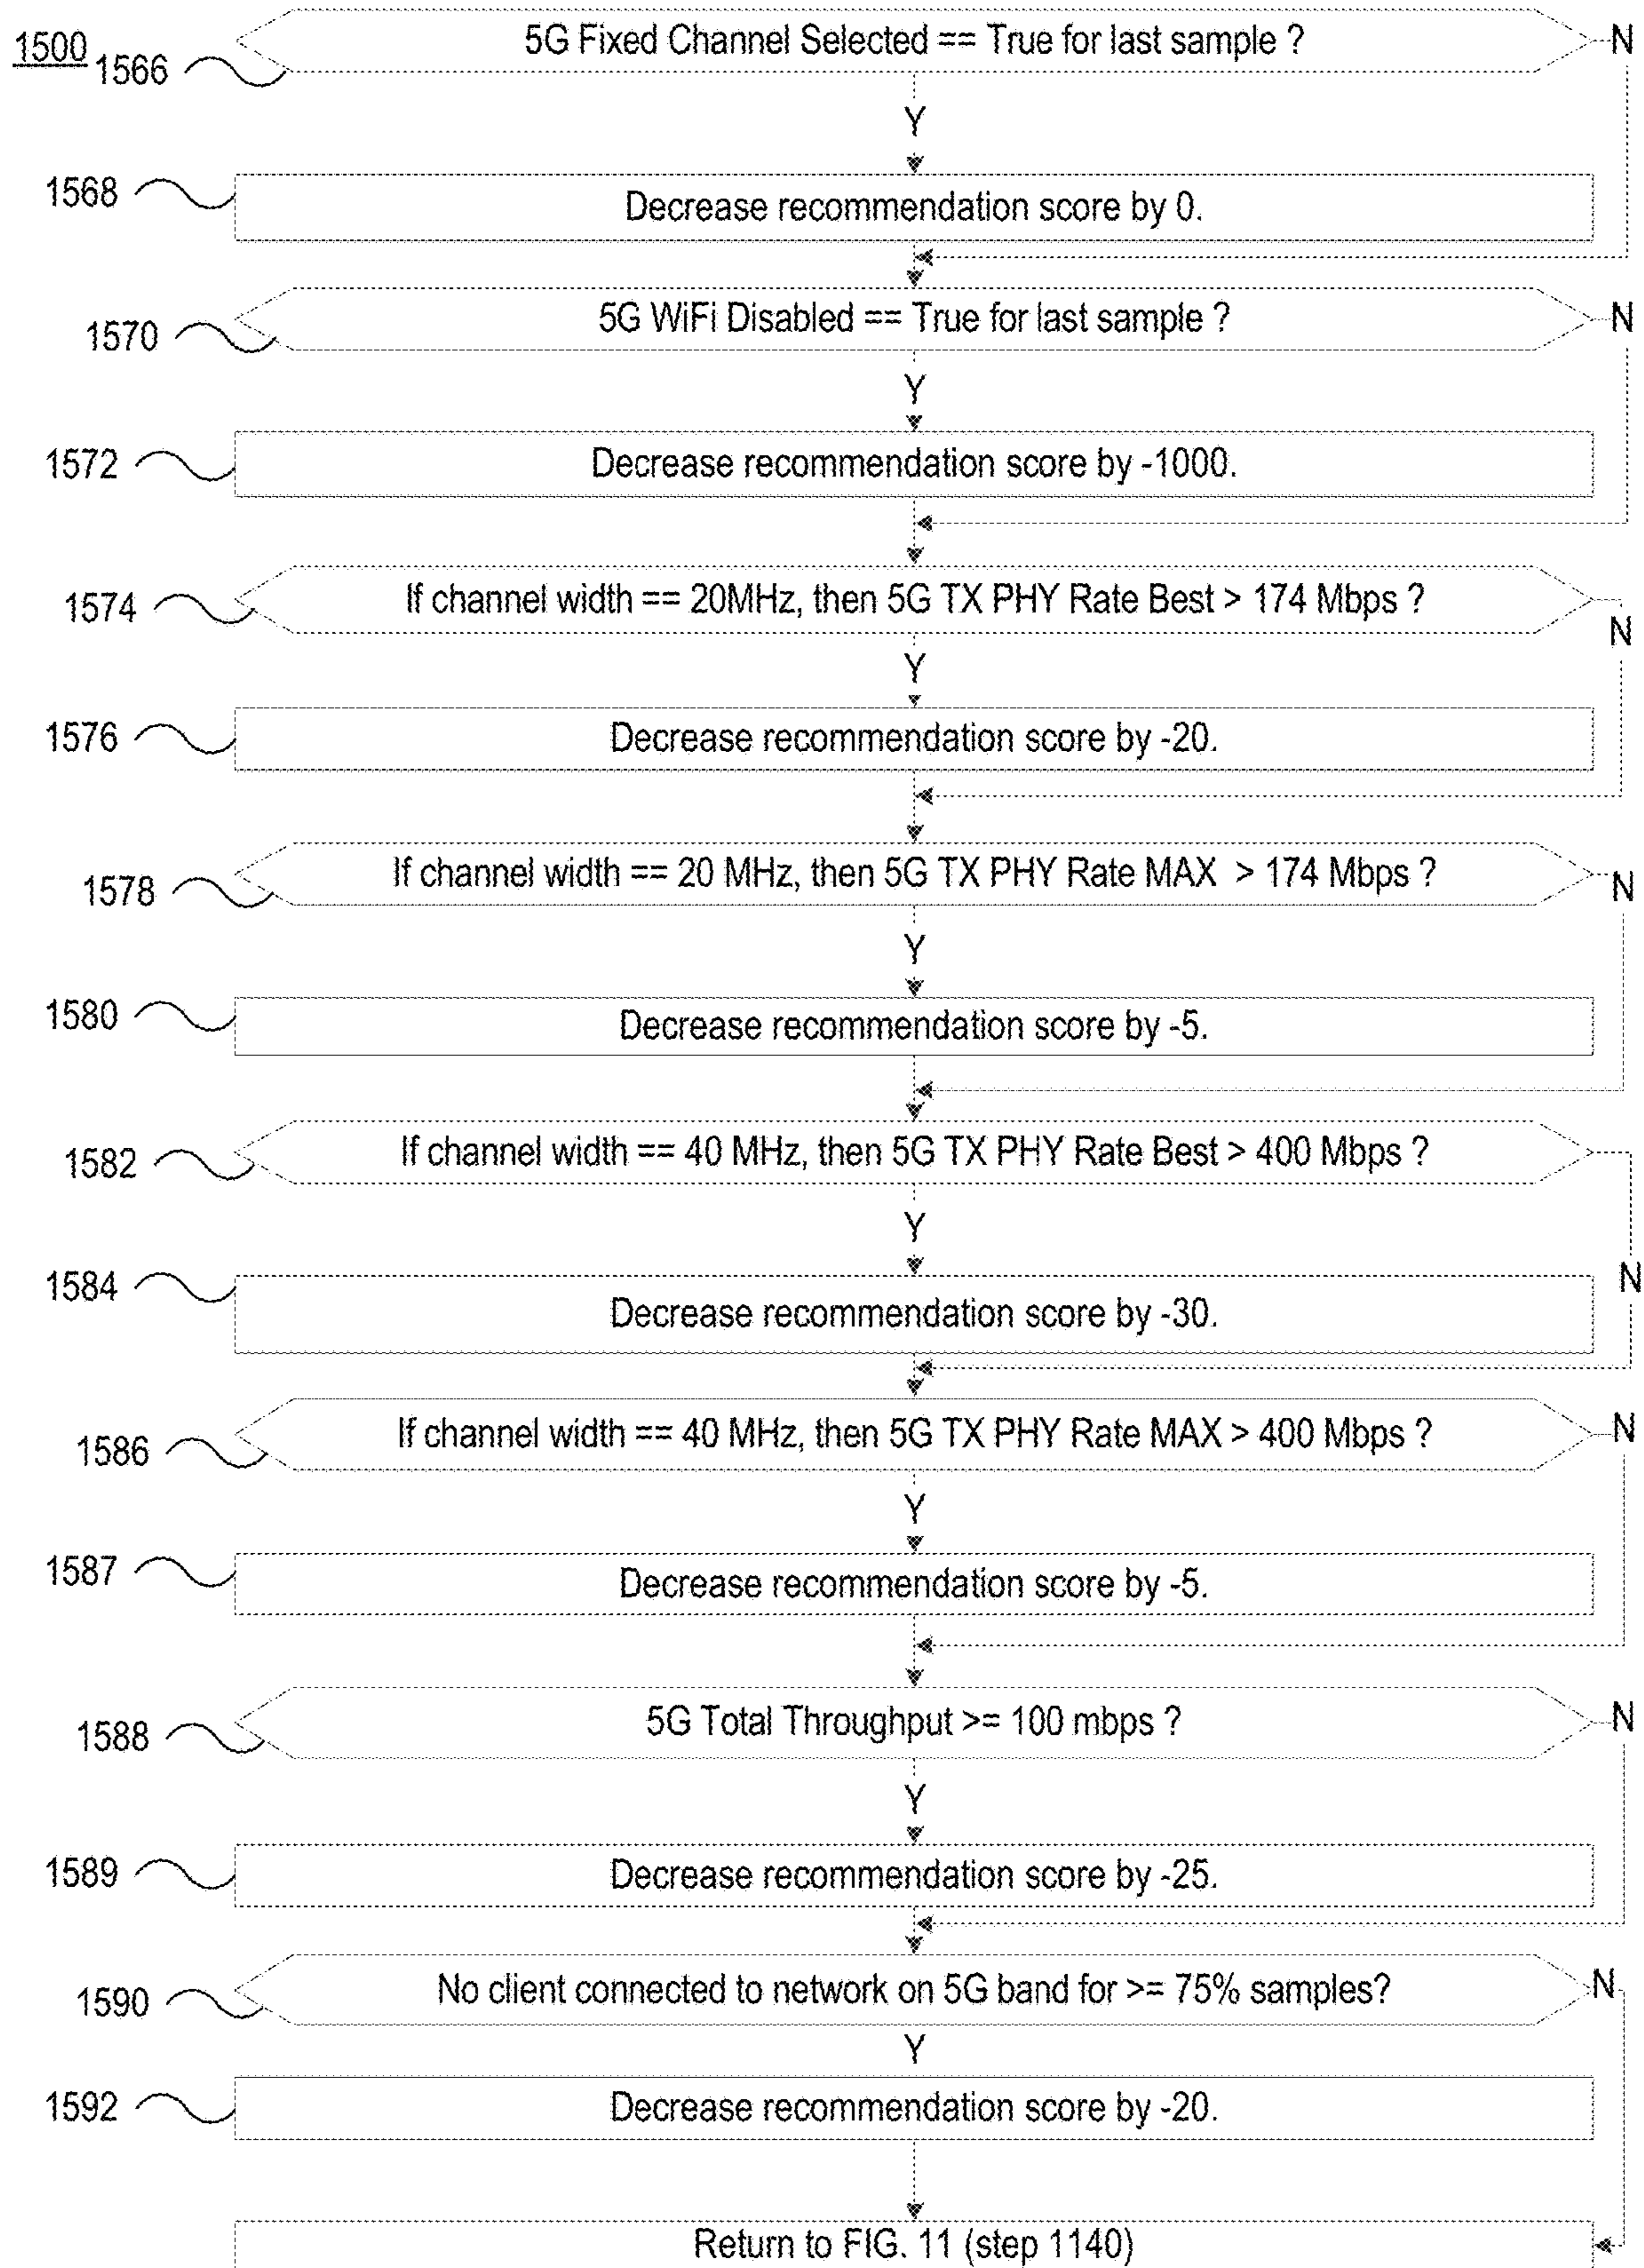 1500
5G Fixed Channel Selected == True for last sample ?
N
1566
Y
1568
Decrease recommendation score by 0.
5G WiFi Disabled == True for last sample ?
N
1570
Y
1572
Decrease recommendation score by -1000.
If channel width == 20MHz, then 5G TX PHY Rate Best > 174 Mbps ?
1574
N
Y
1576
Decrease recommendation score by -20.
If channel width == 20 MHz, then 5G TX PHY Rate MAX > 174 Mbps ?
N
1578
Y
1580
Decrease recommendation score by -5.
If channel width == 40 MHz, then 5G TX PHY Rate Best > 400 Mbps ?
1582
Y
N
1584
Decrease recommendation score by -30.
If channel width == 40 MHz, then 5G TX PHY Rate MAX > 400 Mbps ?
N
1586
Y
1587
Decrease recommendation score by -5.
5G Total Throughput >= 100 mbps ?
N
1588
Y
1589
Decrease recommendation score by -25.
No client connected to network on 5G band for >= 75% samples?
N
1590
Y
1592
Decrease recommendation score by -20.
Return to FIG. 11 (step 1140)